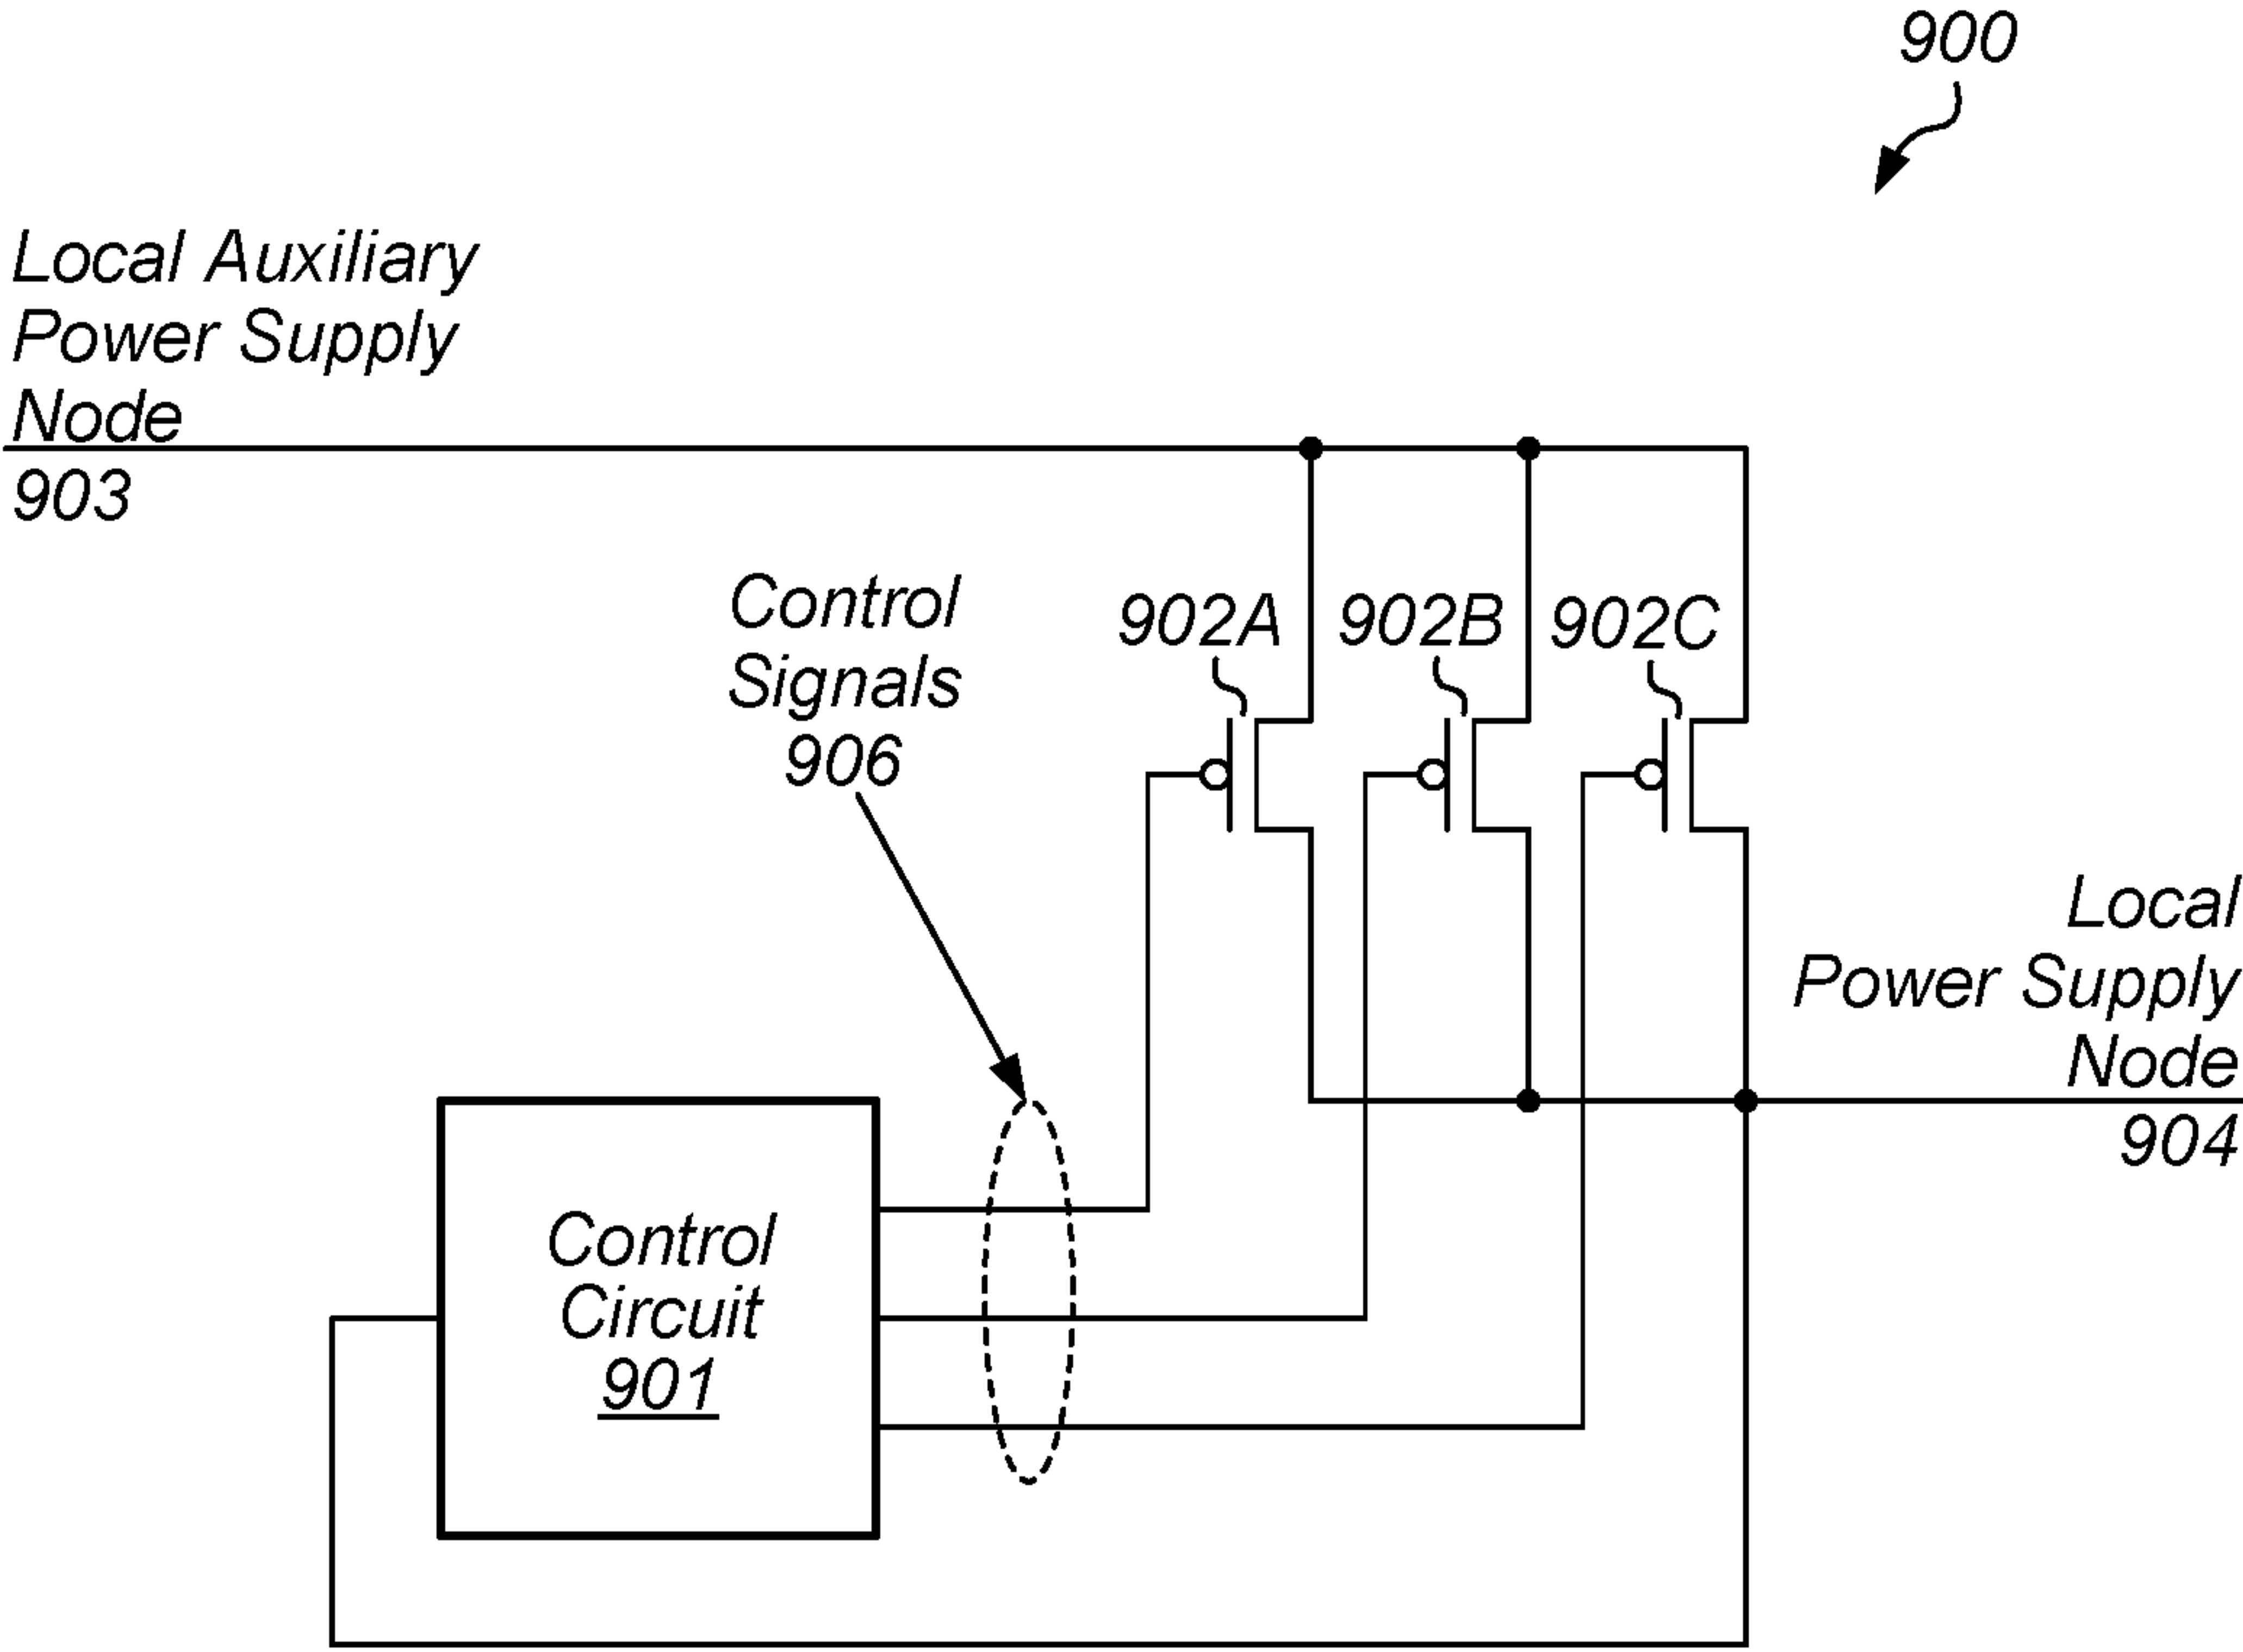 900
Local Auxiliary
Power Supply
Node
903
Control
Signals
906
902A
902B
902C
Local
Power Supply
Node
904
Control
Circuit
901